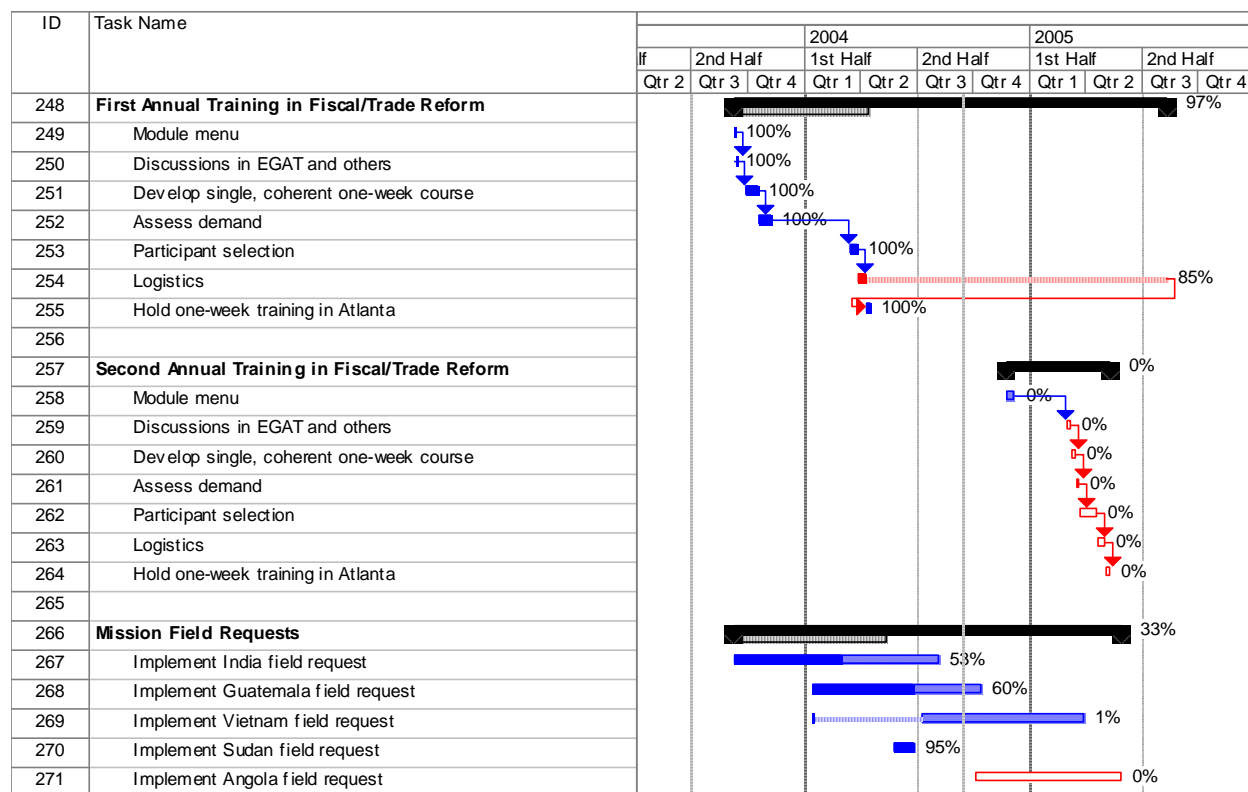 ID Task Name
2004 2005
lf 2nd Half 1st Half 2nd Half 1st Half 2nd Half
Qtr 2 Qtr 3 Qtr 4 Qtr 1 Qtr 2 Qtr 3 Qtr 4 Qtr 1 Qtr 2 Qtr 3 Qtr 4
248 First Annual Training in Fiscal/Trade Reform 97%
249 Module menu 100%
250 Discussions in EGAT and others 100%
251 Develop single, coherent one-week course 100%
252 Assess demand 100%
253 Participant selection 100%
254 Logistics 85%
255 Hold one-week training in Atlanta 100%
256
257 Second Annual Training in Fiscal/Trade Reform 0%
258 Module menu 0%
259 Discussions in EGAT and others 0%
260 Develop single, coherent one-week course 0%
261 Assess demand 0%
262 Participant selection 0%
263 Logistics 0%
264 Hold one-week training in Atlanta 0%
265
266 Mission Field Requests 33%
267 Implement India field request 53%
268 Implement Guatemala field request 60%
269 Implement Vietnam field request 1%
270 Implement Sudan field request 95%
271 Implement Angola field request 0%